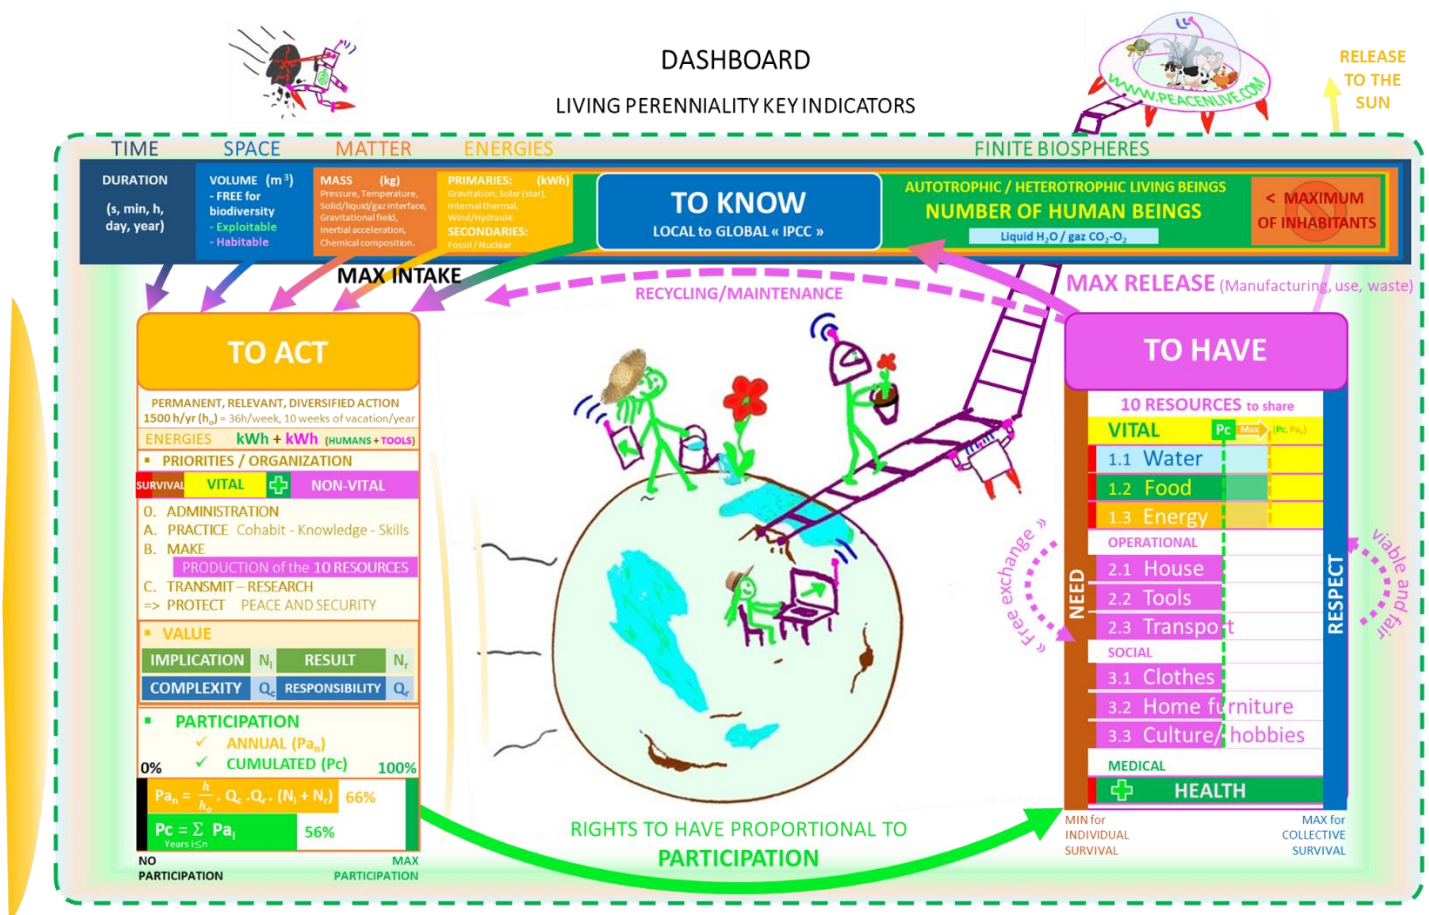 DASHBOARD
LIVING PERENNIALITY KEY INDICATORS
WWW.PEACENLIVE.COM
RELEASE
TO THE
SUN
TIME
SPACE
MATTER
ENERGIES
FINITE BIOSPHERES
DURATION
(s, min, h,
day, year)
VOLUME (m³)
- FREE for
biodiversity
- Exploitable
- Habitable
MASS (kg)
Pressure, Temperature,
Solid/liquid/gaz interface,
Gravitational field,
Inertial acceleration,
Chemical composition.
PRIMARIES: (kWh)
Gravitation, Solar (star),
Internal thermal,
Wind/Hydraulic
SECONDARIES:
Fossil / Nuclear
TO KNOW
LOCAL to GLOBAL « IPCC »
AUTOTROPHIC / HETEROTROPHIC LIVING BEINGS
NUMBER OF HUMAN BEINGS
Liquid H₂O / gaz CO₂-O₂
< MAXIMUM
OF INHABITANTS
MAX INTAKE
RECYCLING/MAINTENANCE
MAX RELEASE (Manufacturing, use, waste)
TO ACT
PERMANENT, RELEVANT, DIVERSIFIED ACTION
1500 h/yr (h₀) = 36h/week, 10 weeks of vacation/year
ENERGIES kWh + kWh (HUMANS + TOOLS)
▪ PRIORITIES / ORGANIZATION
SURVIVAL VITAL NON-VITAL
0. ADMINISTRATION
A. PRACTICE Cohabit - Knowledge - Skills
B. MAKE
PRODUCTION of the 10 RESOURCES
C. TRANSMIT – RESEARCH
=> PROTECT PEACE AND SECURITY
▪ VALUE
IMPLICATION Nᵢ RESULT Nᵣ
COMPLEXITY Q꜀ RESPONSIBILITY Qᵣ
▪ PARTICIPATION
✓ ANNUAL (Paₙ)
✓ CUMULATED (Pc)
0% 100%
Paₙ = h/h₀ . Q꜀ .Qᵣ. (Nᵢ + Nᵣ) 66%
Pc = Σ Paᵢ 56%
Years i≤n
NO
PARTICIPATION
MAX
PARTICIPATION
RIGHTS TO HAVE PROPORTIONAL TO
PARTICIPATION
TO HAVE
10 RESOURCES to share
VITAL Pc Max (Pc, Paₙ)
1.1 Water
1.2 Food
1.3 Energy
OPERATIONAL
2.1 House
2.2 Tools
2.3 Transport
SOCIAL
3.1 Clothes
3.2 Home furniture
3.3 Culture/ hobbies
MEDICAL
HEALTH
NEED
RESPECT
« Free exchange »
viable and fair
MIN for
INDIVIDUAL
SURVIVAL
MAX for
COLLECTIVE
SURVIVAL